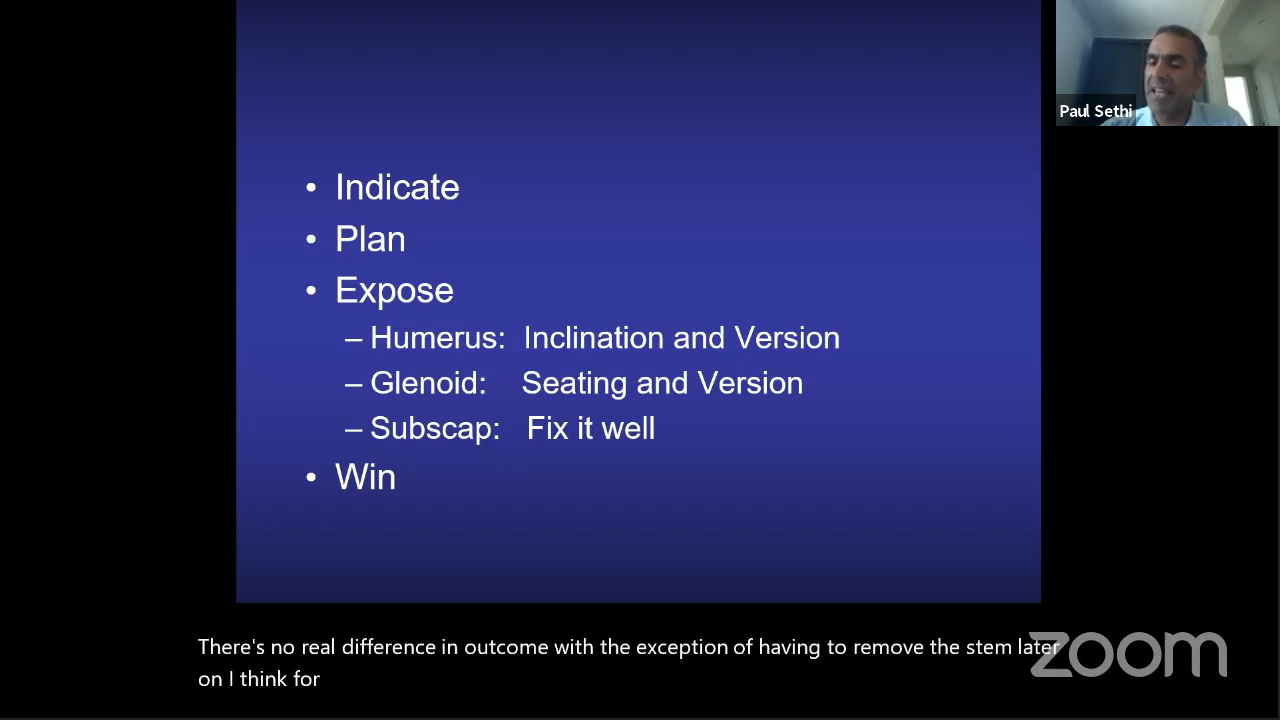 Paul Sethi
• Indicate
• Plan
• Expose
– Humerus: Inclination and Version
– Glenoid: Seating and Version
– Subscap: Fix it well
• Win
There's no real difference in outcome with the exception of having to remove the stem later
on I think for
zoom